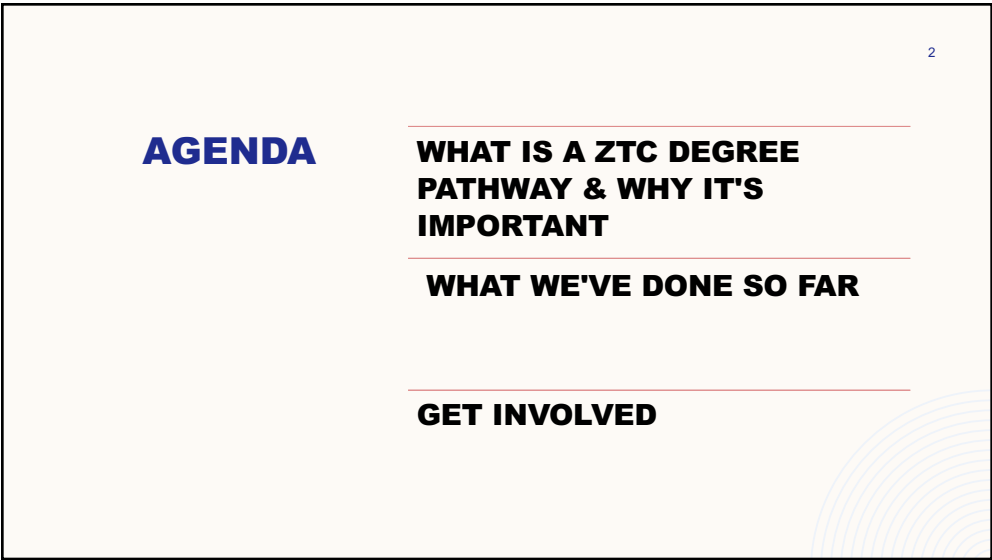 2
AGENDA
WHAT IS A ZTC DEGREE
PATHWAY & WHY IT'S
IMPORTANT
WHAT WE'VE DONE SO FAR
GET INVOLVED